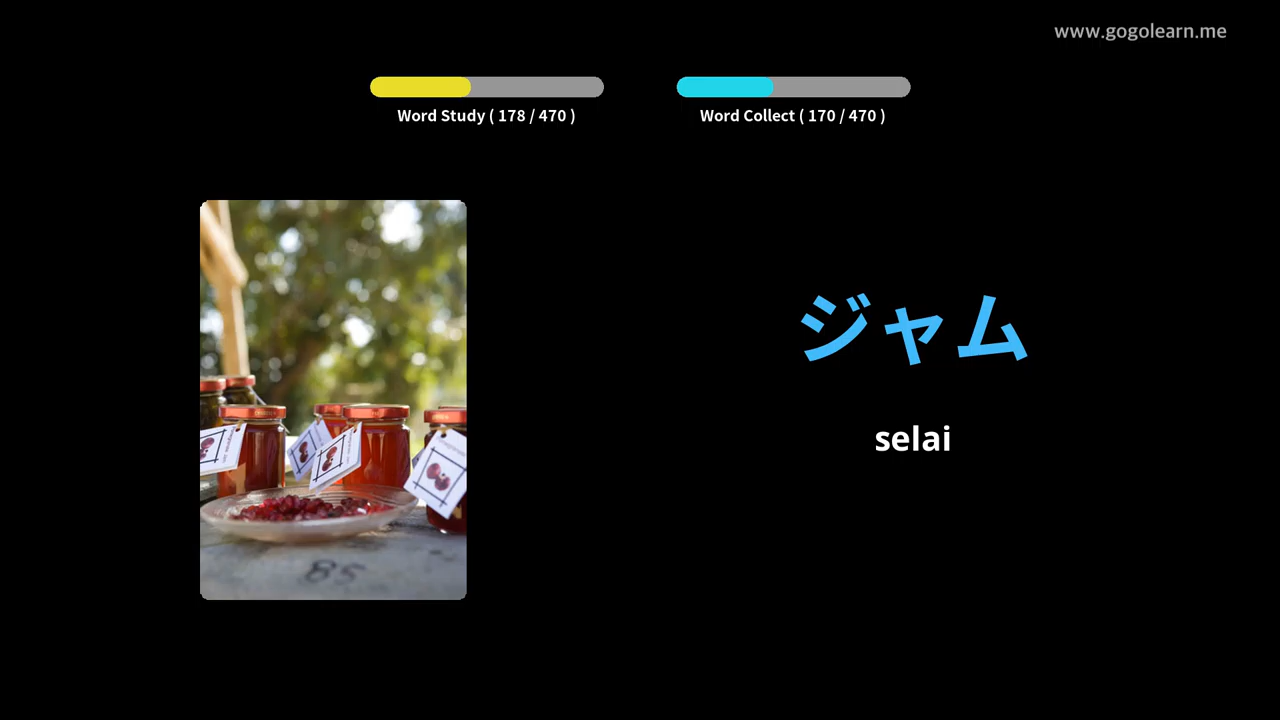 www.gogolearn.me
Word Study ( 178 / 470 )
Word Collect ( 170 / 470 )
ジャム
selai
85